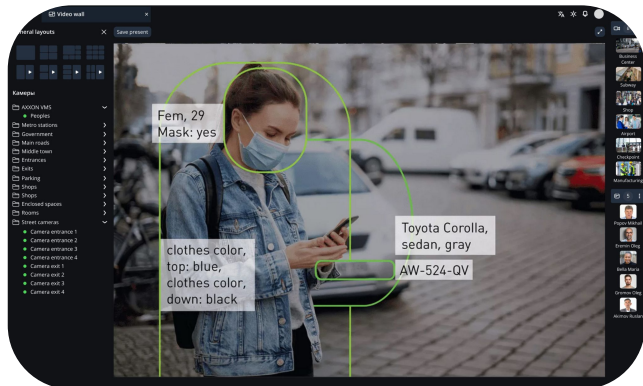 Video wall
General layouts
Save present
Камеры
AXXON VMS
Peoples
Metro stations
Government
Main roads
Middle town
Entrances
Exits
Parking
Shops
Shops
Enclosed spaces
Rooms
Street cameras
Camera entrance 1
Camera entrance 2
Camera entrance 3
Camera entrance 4
Camera exit 1
Camera exit 2
Camera exit 3
Camera exit 4
Fem, 29
Mask: yes
clothes color,
top: blue,
clothes color,
down: black
Toyota Corolla,
sedan, gray
AW-524-QV
Business
Center
Subway
Shop
Airport
Checkpoint
Manufacturing
Popov Mikhail
Eremin Oleg
Bella Maria
Gromov Oleg
Akimov Ruslan